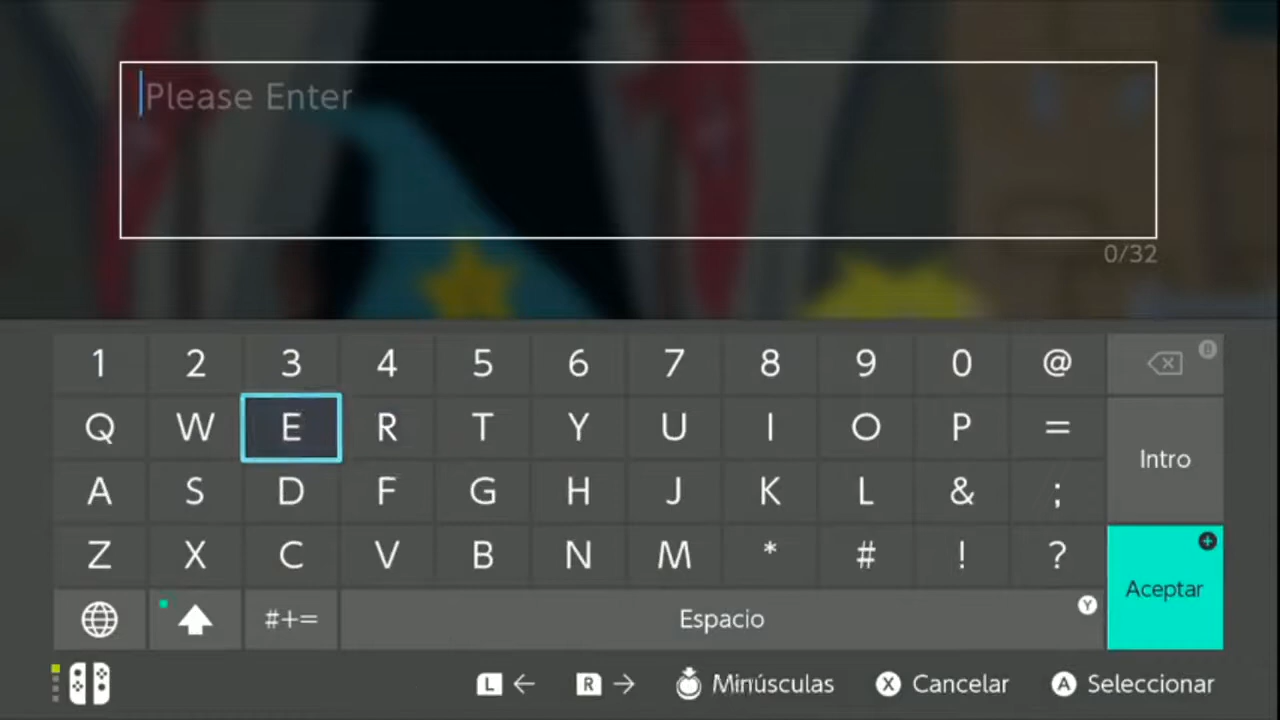 Please Enter
0/32
1 2 3 4 5 6 7 8 9 0 @
Q W E R T Y U I O P =
Intro
A S D F G H J K L & ;
Z X C V B N M * # ! ?
Aceptar
#+= Espacio Y
L ← R → Minúsculas X Cancelar A Seleccionar